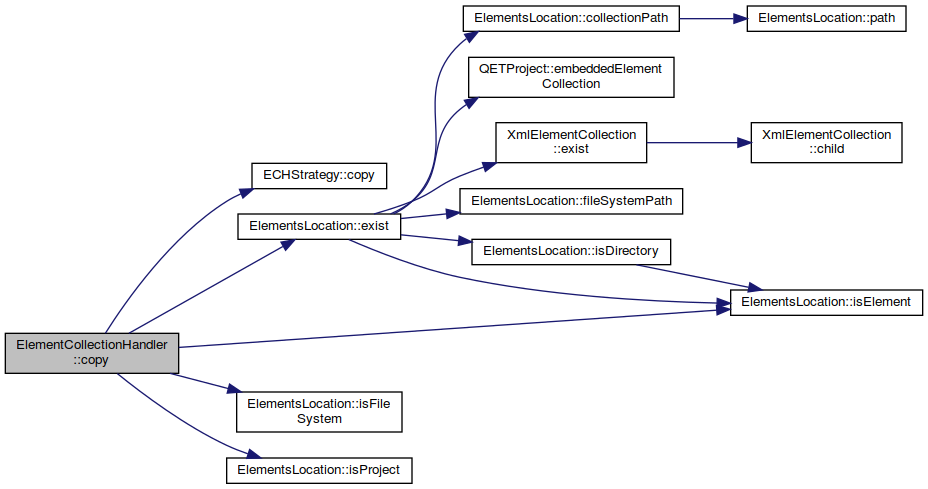 ElementsLocation::collectionPath
ElementsLocation::path
QETProject::embeddedElement
Collection
XmlElementCollection
::exist
XmlElementCollection
::child
ECHStrategy::copy
ElementsLocation::fileSystemPath
ElementsLocation::exist
ElementsLocation::isDirectory
ElementsLocation::isElement
ElementCollectionHandler
::copy
ElementsLocation::isFile
System
ElementsLocation::isProject